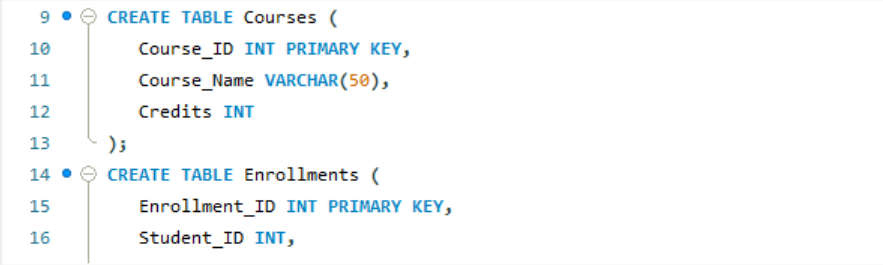 9 CREATE TABLE Courses (
10 Course_ID INT PRIMARY KEY,
11 Course_Name VARCHAR(50),
12 Credits INT
13 );
14 CREATE TABLE Enrollments (
15 Enrollment_ID INT PRIMARY KEY,
16 Student_ID INT,